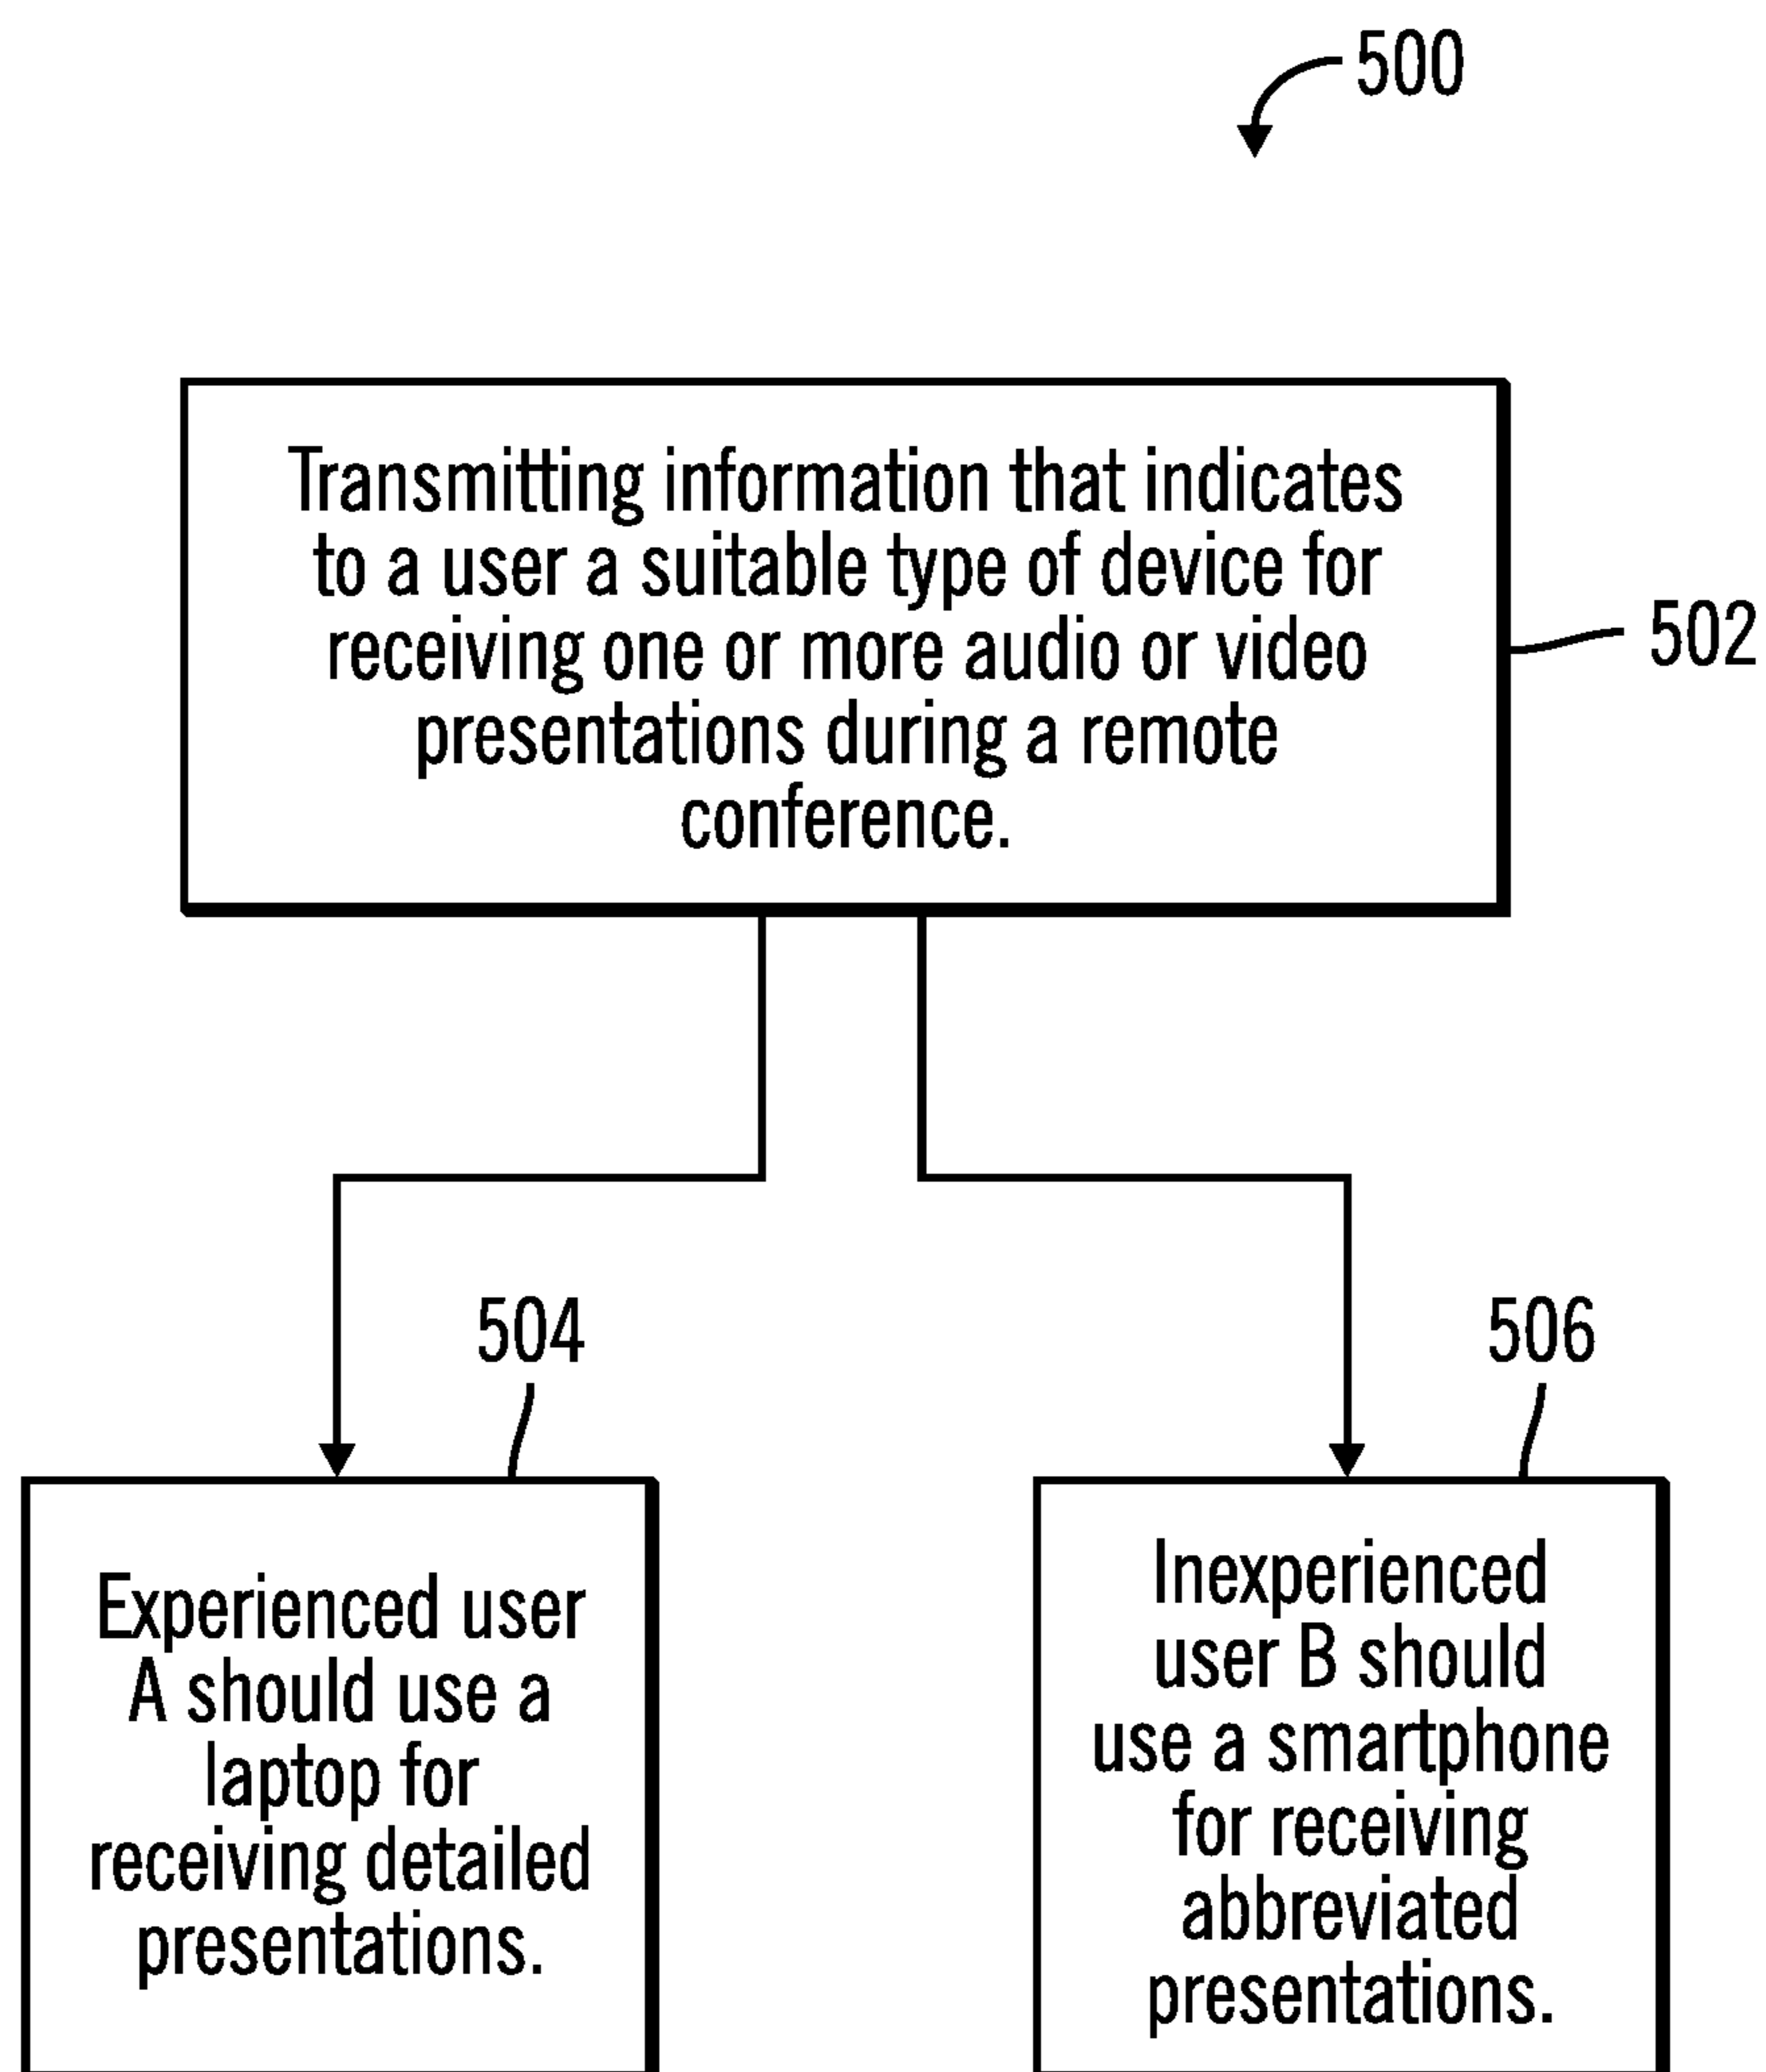 500
Transmitting information that indicates
to a user a suitable type of device for
receiving one or more audio or video
presentations during a remote
conference.
502
504
Experienced user
A should use a
laptop for
receiving detailed
presentations.
506
Inexperienced
user B should
use a smartphone
for receiving
abbreviated
presentations.